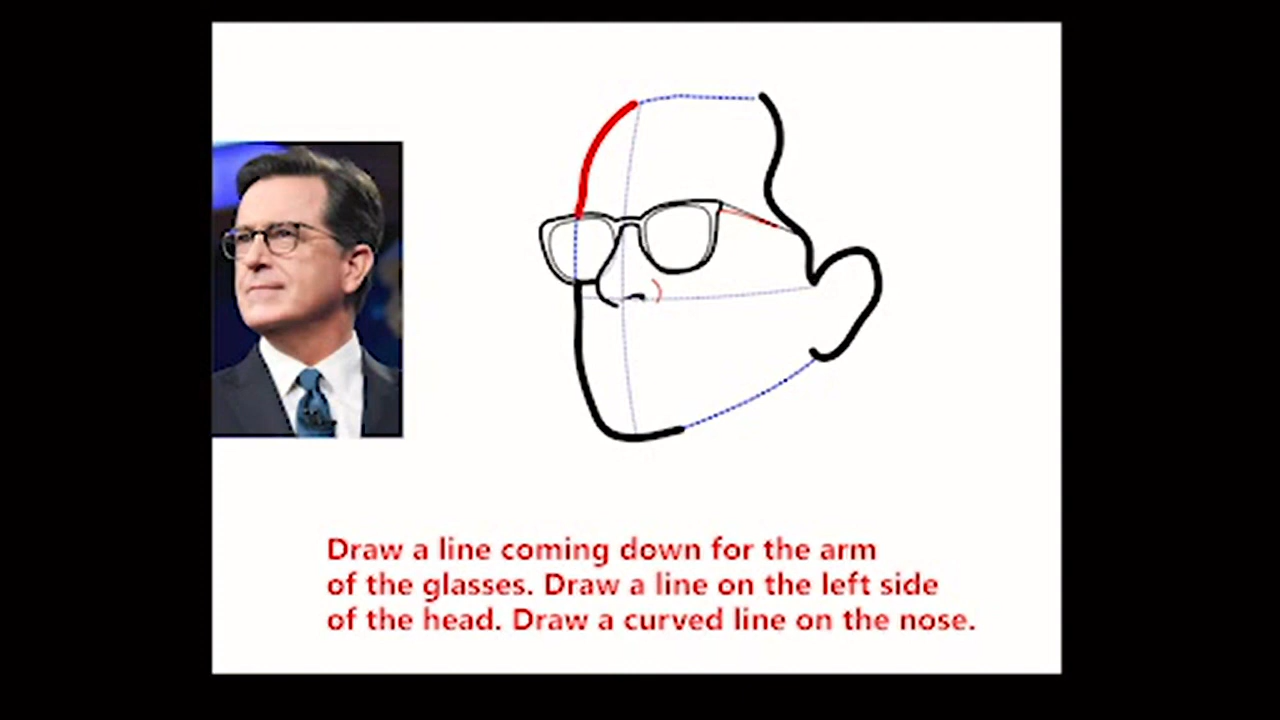 Draw a line coming down for the arm
of the glasses. Draw a line on the left side
of the head. Draw a curved line on the nose.